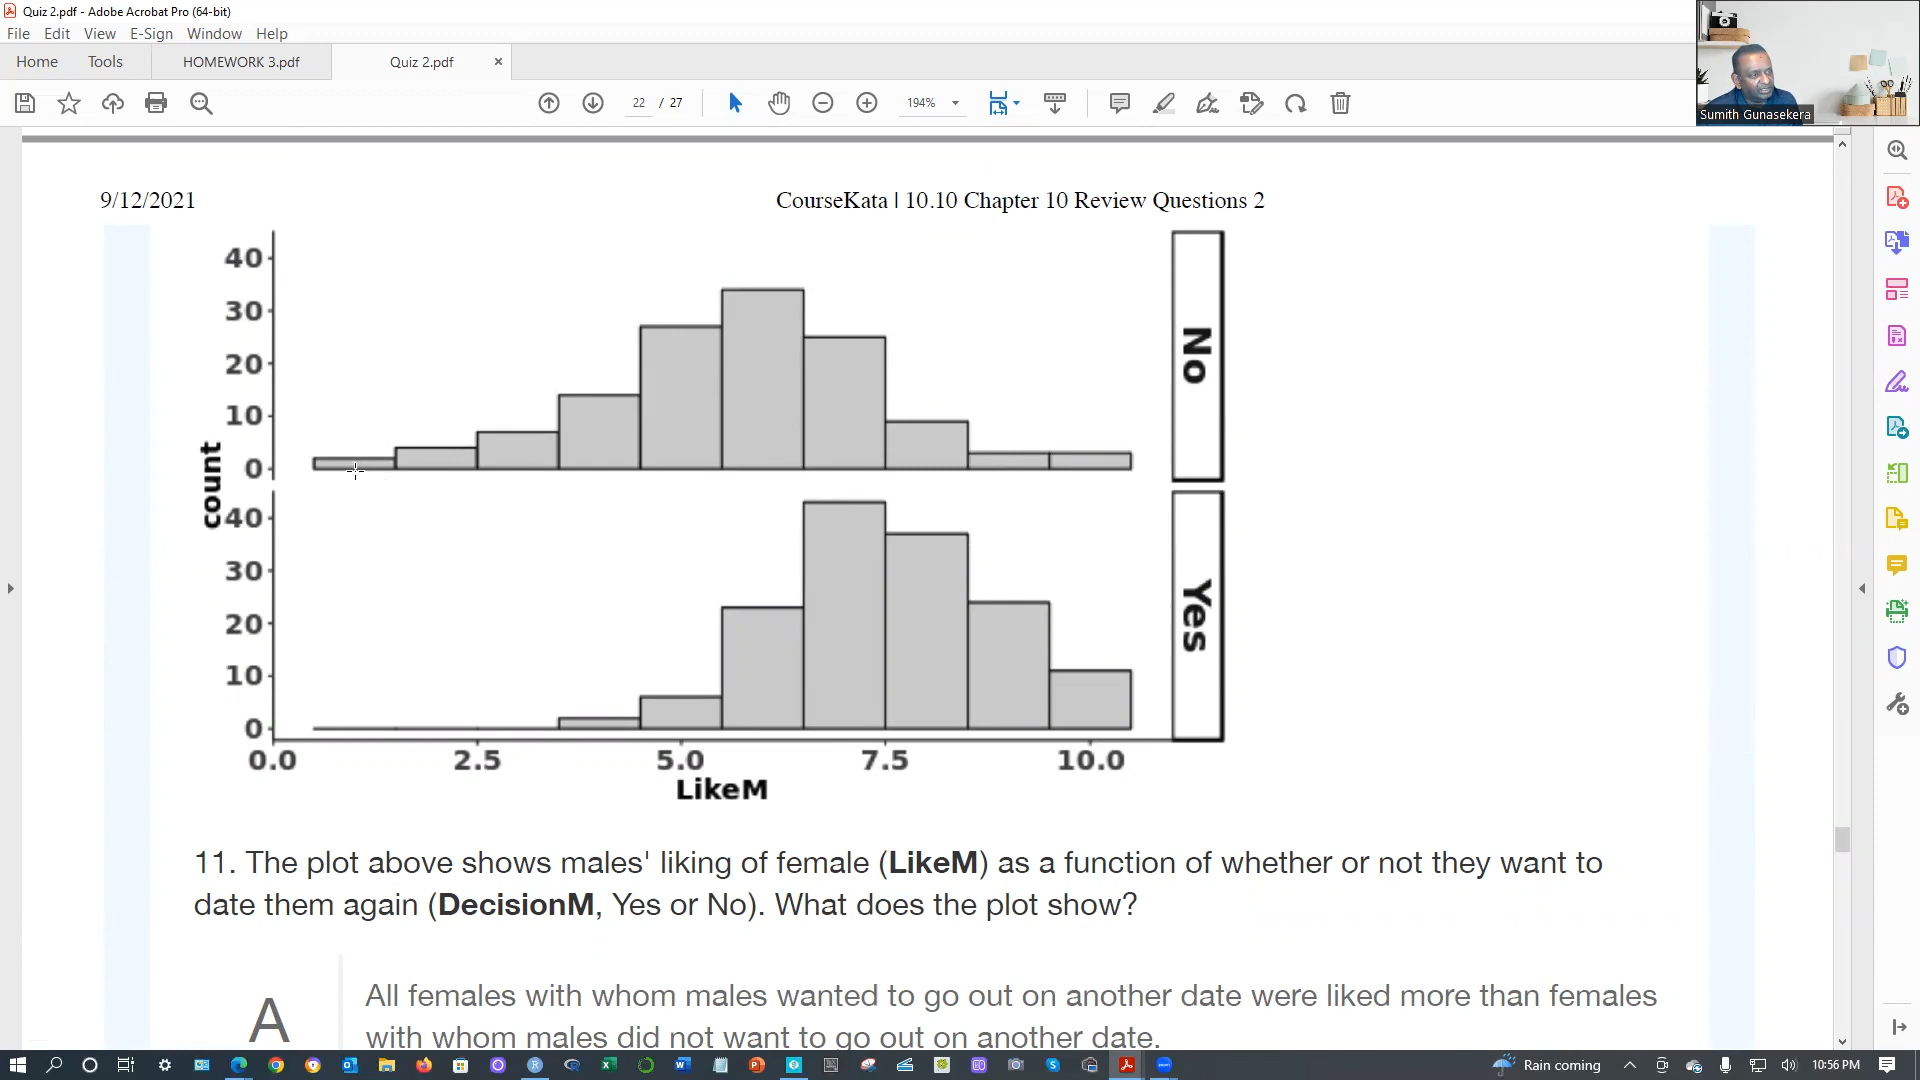 Quiz 2.pdf - Adobe Acrobat Pro (64-bit)
File Edit View E-Sign Window Help
Home Tools HOMEWORK 3.pdf Quiz 2.pdf ×
22 / 27 194%
Sumith Gunasekera
9/12/2021 CourseKata | 10.10 Chapter 10 Review Questions 2
40
30
20
10
0
No
count
40
30
20
10
0
Yes
0.0 2.5 5.0 7.5 10.0
LikeM
11. The plot above shows males' liking of female (LikeM) as a function of whether or not they want to
date them again (DecisionM, Yes or No). What does the plot show?
A
All females with whom males wanted to go out on another date were liked more than females
with whom males did not want to go out on another date.
Rain coming 10:56 PM